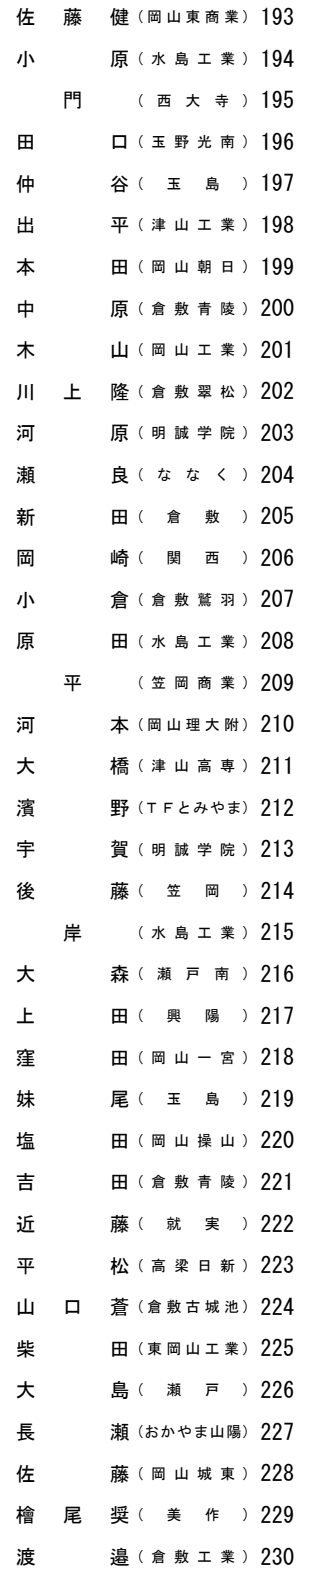 佐藤健（岡山東商業）193
小原（水島工業）194
門（西大寺）195
田口（玉野光南）196
仲谷（玉島）197
出平（津山工業）198
本田（岡山朝日）199
中原（倉敷青陵）200
木山（岡山工業）201
川上隆（倉敷翠松）202
河原（明誠学院）203
瀬良（ななく）204
新田（倉敷）205
岡崎（関西）206
小倉（倉敷鷲羽）207
原田（水島工業）208
平（笠岡商業）209
河本（岡山理大附）210
大橋（津山高専）211
濱野（ＴＦとみやま）212
宇賀（明誠学院）213
後藤（笠岡）214
岸（水島工業）215
大森（瀬戸南）216
上田（興陽）217
窪田（岡山一宮）218
妹尾（玉島）219
塩田（岡山操山）220
吉田（倉敷青陵）221
近藤（就実）222
平松（高梁日新）223
山口蒼（倉敷古城池）224
柴田（東岡山工業）225
大島（瀬戸）226
長瀬（おかやま山陽）227
佐藤（岡山城東）228
檜尾奨（美作）229
渡邉（倉敷工業）230